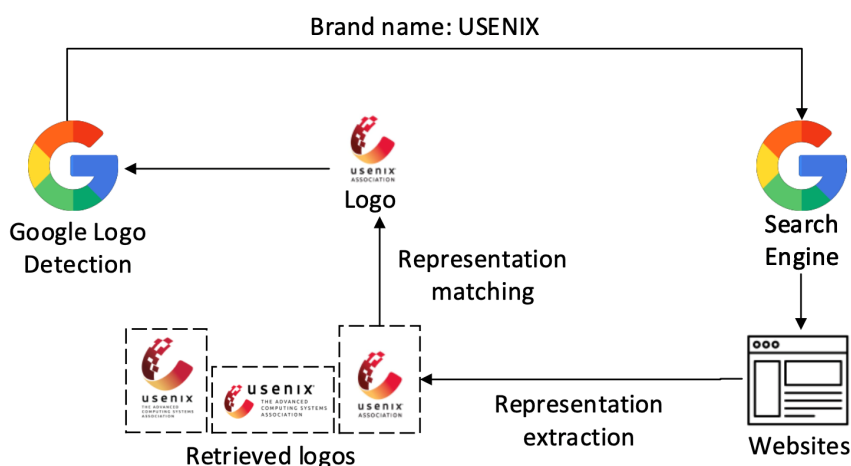 Brand name: USENIX
usenix
ASSOCIATION
Logo
Google Logo
Detection
Search
Engine
Representation
matching
usenix
THE ADVANCED
COMPUTING SYSTEMS
ASSOCIATION
usenix
THE ADVANCED
COMPUTING SYSTEMS
ASSOCIATION
usenix
ASSOCIATION
Representation
extraction
Websites
Retrieved logos